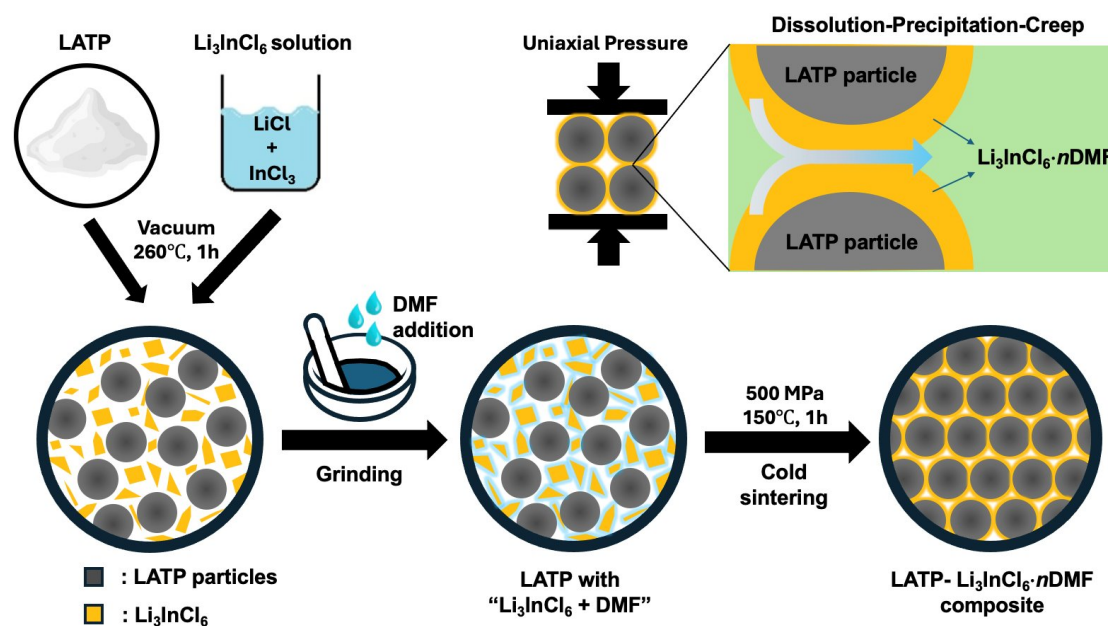 LATP
Li₃InCl₆ solution
LiCl
+
InCl₃
Vacuum
260℃, 1h
Uniaxial Pressure
Dissolution-Precipitation-Creep
LATP particle
Li₃InCl₆·nDMF
LATP particle
DMF
addition
Grinding
500 MPa
150℃, 1h
Cold
sintering
: LATP particles
: Li₃InCl₆
LATP with
“Li₃InCl₆ + DMF”
LATP- Li₃InCl₆·nDMF
composite